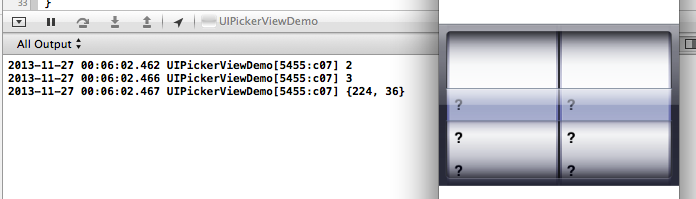 33 }
UIPickerViewDemo
All Output
2013-11-27 00:06:02.462 UIPickerViewDemo[5455:c07] 2
2013-11-27 00:06:02.466 UIPickerViewDemo[5455:c07] 3
2013-11-27 00:06:02.467 UIPickerViewDemo[5455:c07] {224, 36}
? ?
? ?
? ?